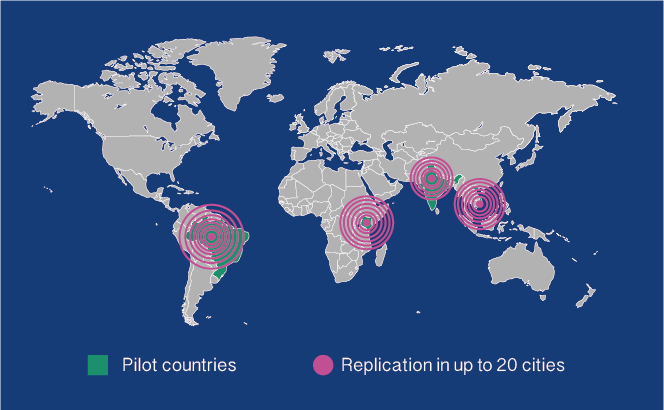 Pilot countries
Replication in up to 20 cities